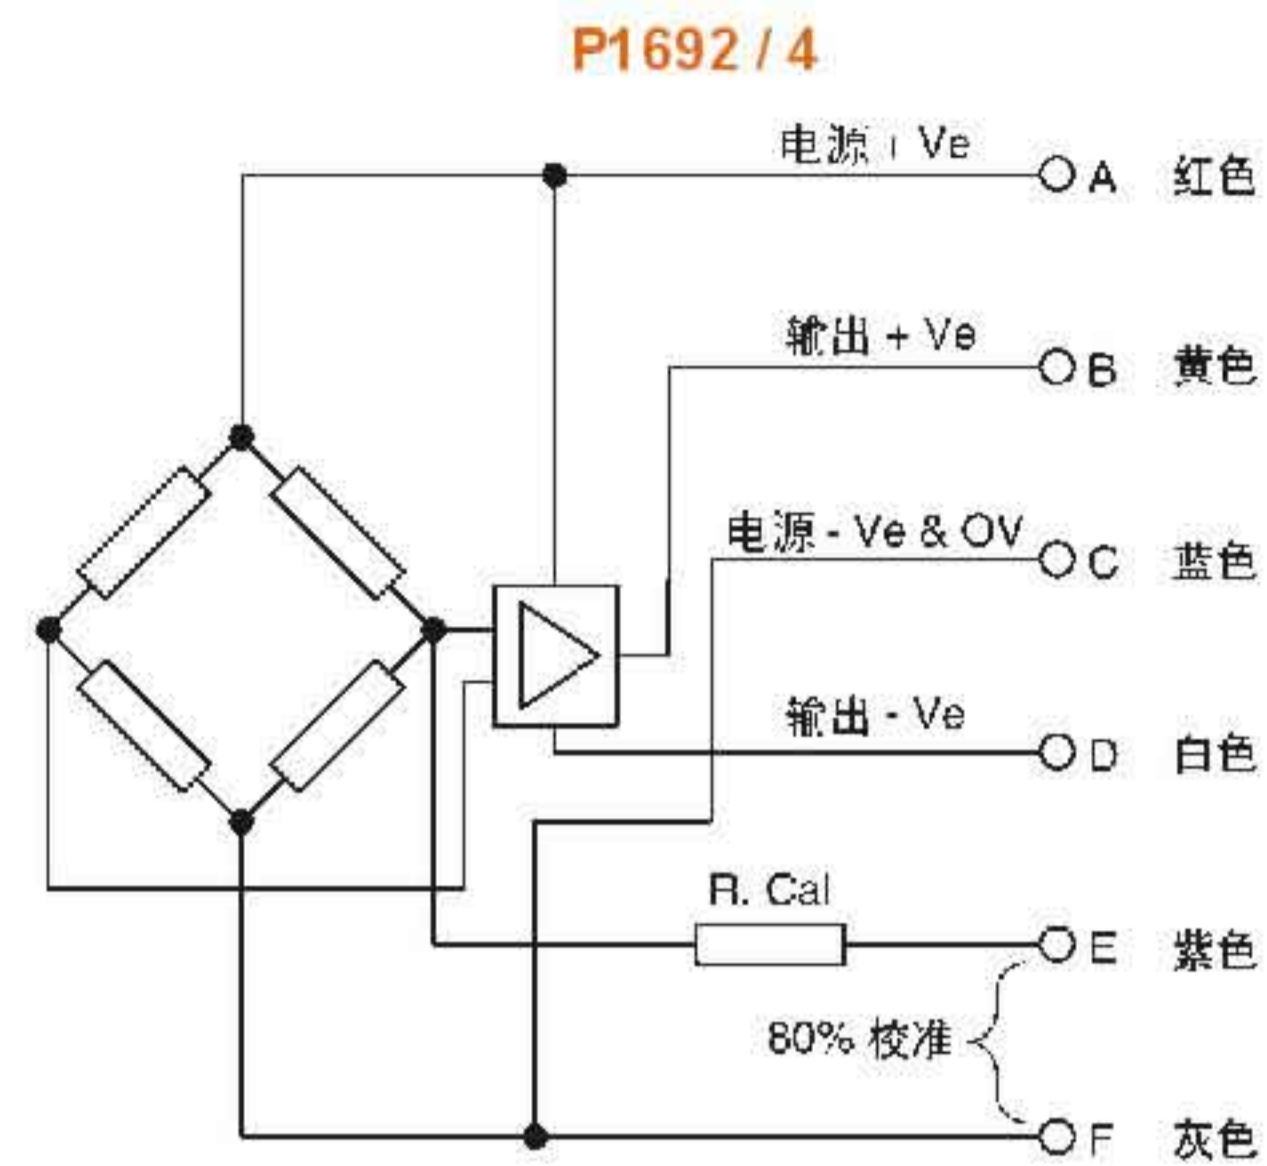 P1692 / 4
电源 + Ve A 红色
输出 + Ve B 黄色
电源 - Ve & OV C 蓝色
输出 - Ve D 白色
R. Cal E 紫色
80% 校准
F 灰色